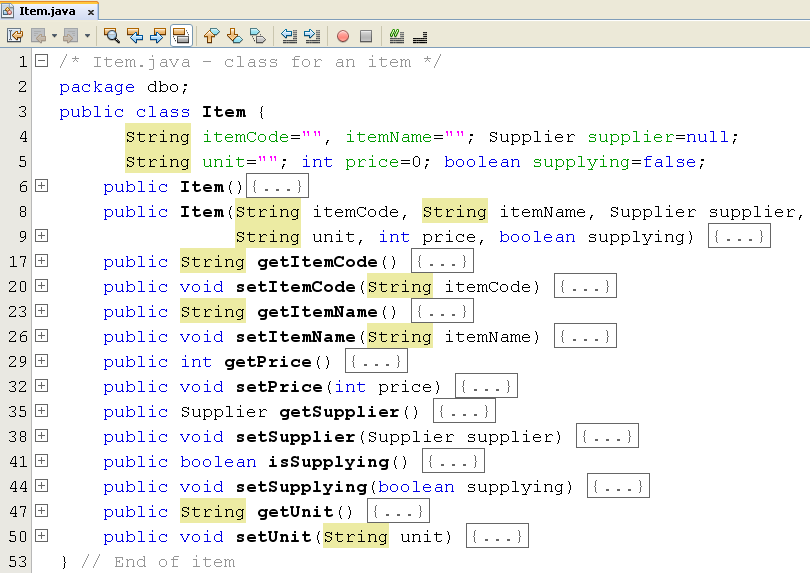 Item.java x
1 /* Item.java - class for an item */
2 package dbo;
3 public class Item {
4 String itemCode="", itemName=""; Supplier supplier=null;
5 String unit=""; int price=0; boolean supplying=false;
6 public Item(){...}
8 public Item(String itemCode, String itemName, Supplier supplier,
9 String unit, int price, boolean supplying) {...}
17 public String getItemCode() {...}
20 public void setItemCode(String itemCode) {...}
23 public String getItemName() {...}
26 public void setItemName(String itemName) {...}
29 public int getPrice() {...}
32 public void setPrice(int price) {...}
35 public Supplier getSupplier() {...}
38 public void setSupplier(Supplier supplier) {...}
41 public boolean isSupplying() {...}
44 public void setSupplying(boolean supplying) {...}
47 public String getUnit() {...}
50 public void setUnit(String unit) {...}
53 } // End of item